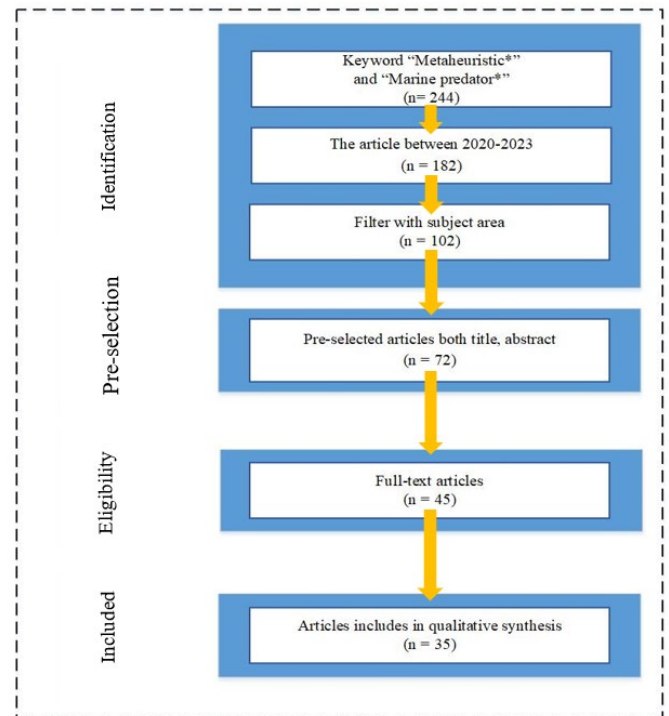 Identification
Keyword “Metaheuristic*”
and “Marine predator*”
(n= 244)
The article between 2020-2023
(n = 182)
Filter with subject area
(n = 102)
Pre-selection
Pre-selected articles both title, abstract
(n = 72)
Eligibility
Full-text articles
(n = 45)
Included
Articles includes in qualitative synthesis
(n = 35)